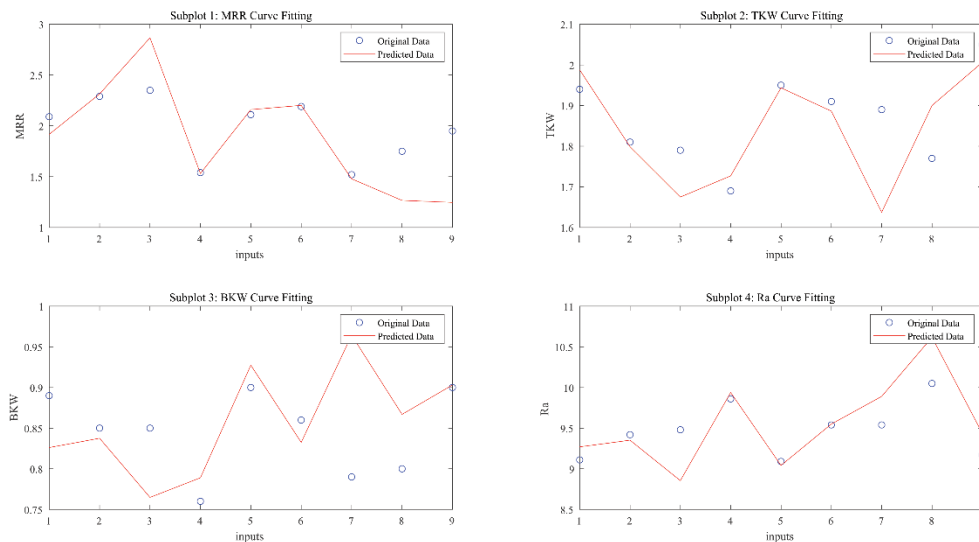 Subplot 1: MRR Curve Fitting
3
2.5
2
1.5
1
MRR
Original Data
Predicted Data
1 2 3 4 5 6 7 8 9
inputs
Subplot 2: TKW Curve Fitting
2.1
2
1.9
1.8
1.7
1.6
TKW
Original Data
Predicted Data
1 2 3 4 5 6 7 8
inputs
Subplot 3: BKW Curve Fitting
1
0.95
0.9
0.85
0.8
0.75
BKW
Original Data
Predicted Data
1 2 3 4 5 6 7 8 9
inputs
Subplot 4: Ra Curve Fitting
11
10.5
10
9.5
9
8.5
Ra
Original Data
Predicted Data
1 2 3 4 5 6 7 8
inputs